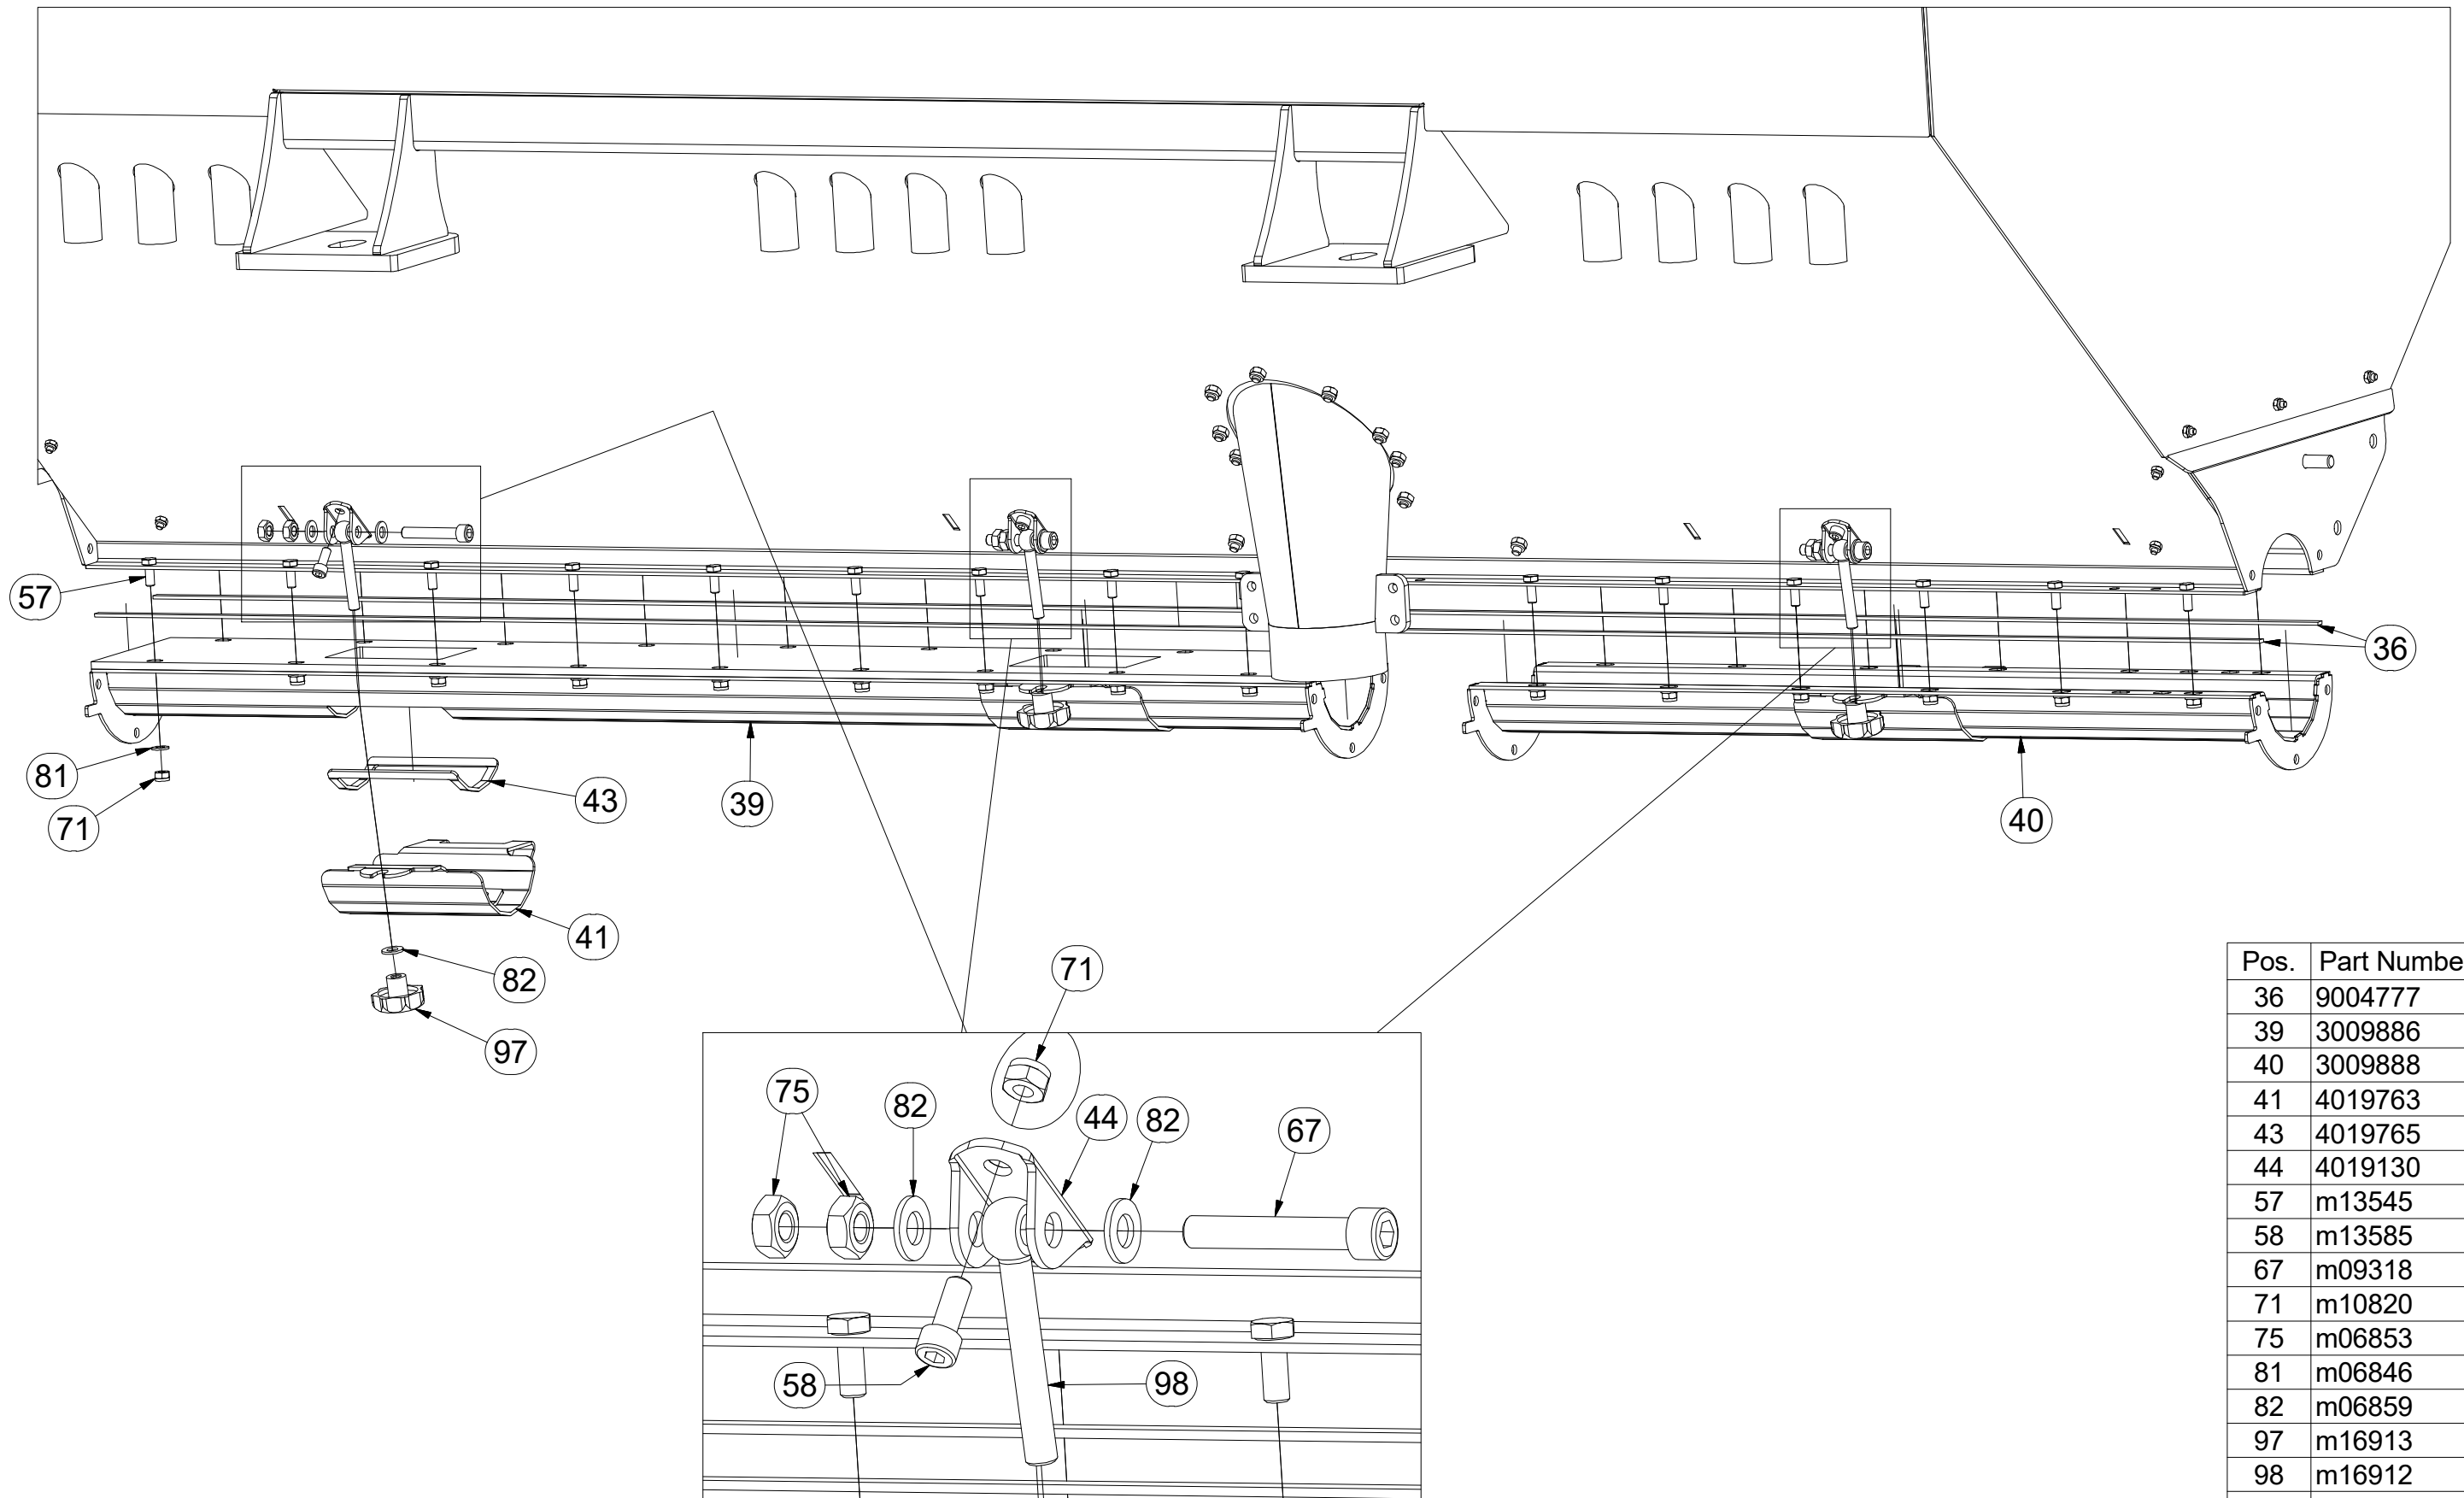 57
36
81
71
43
39
40
41
82
97
71
75
82
44
82
67
58
98
Pos. Part Numbe
36 9004777
39 3009886
40 3009888
41 4019763
43 4019765
44 4019130
57 m13545
58 m13585
67 m09318
71 m10820
75 m06853
81 m06846
82 m06859
97 m16913
98 m16912